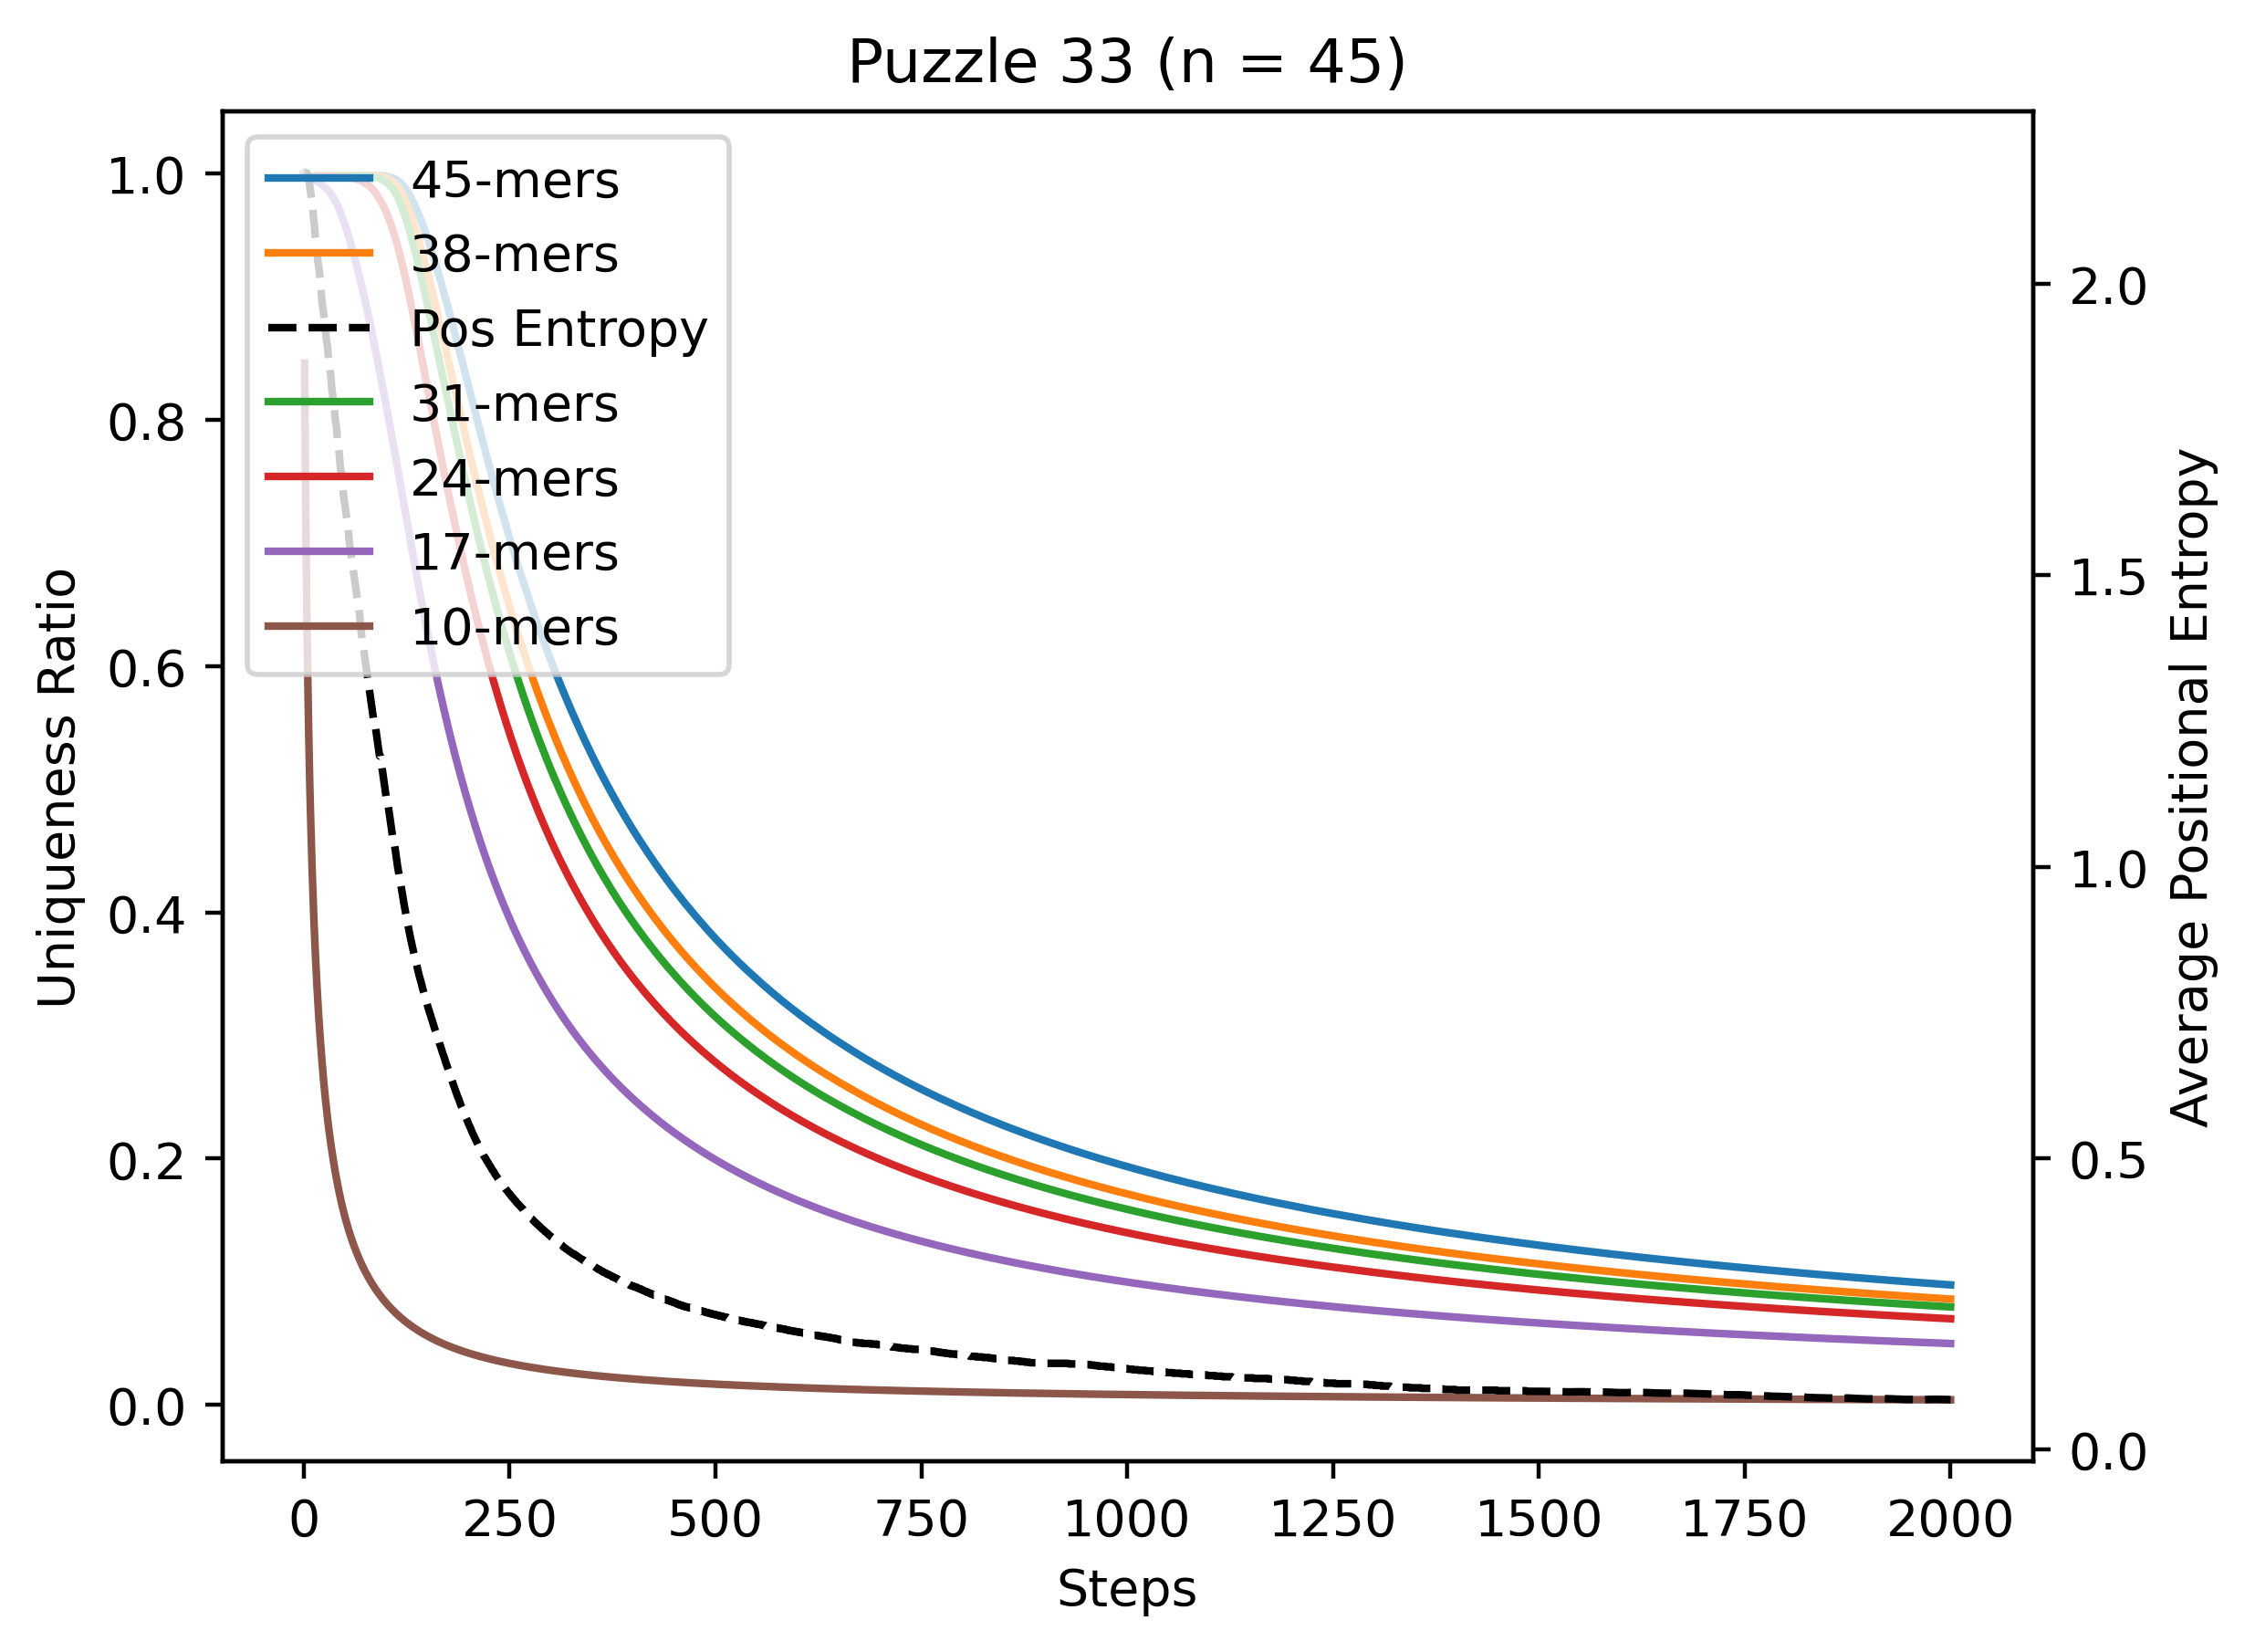 Puzzle 33 (n = 45)
45-mers
38-mers
Pos Entropy
31-mers
24-mers
17-mers
10-mers
Uniqueness Ratio
1.0
0.8
0.6
0.4
0.2
0.0
Average Positional Entropy
2.0
1.5
1.0
0.5
0.0
0 250 500 750 1000 1250 1500 1750 2000
Steps